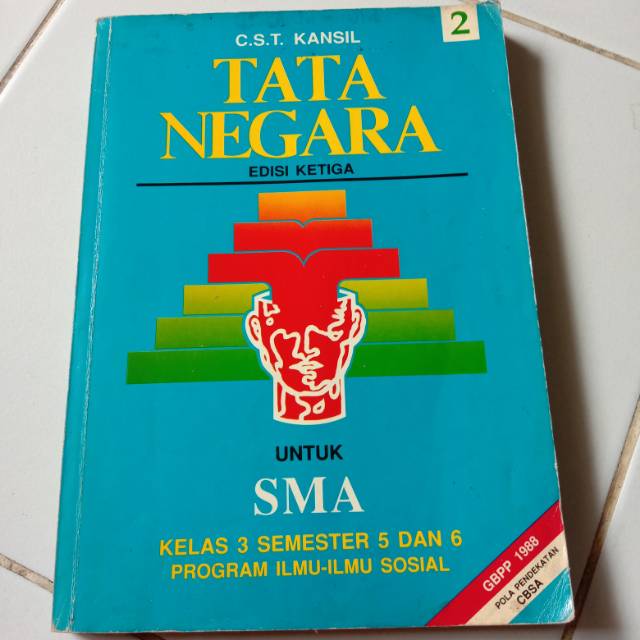 C.S.T. KANSIL
2
TATA
NEGARA
EDISI KETIGA
UNTUK
SMA
KELAS 3 SEMESTER 5 DAN 6
PROGRAM ILMU-ILMU SOSIAL
GBPP 1988
POLA PENDEKATAN
CBSA